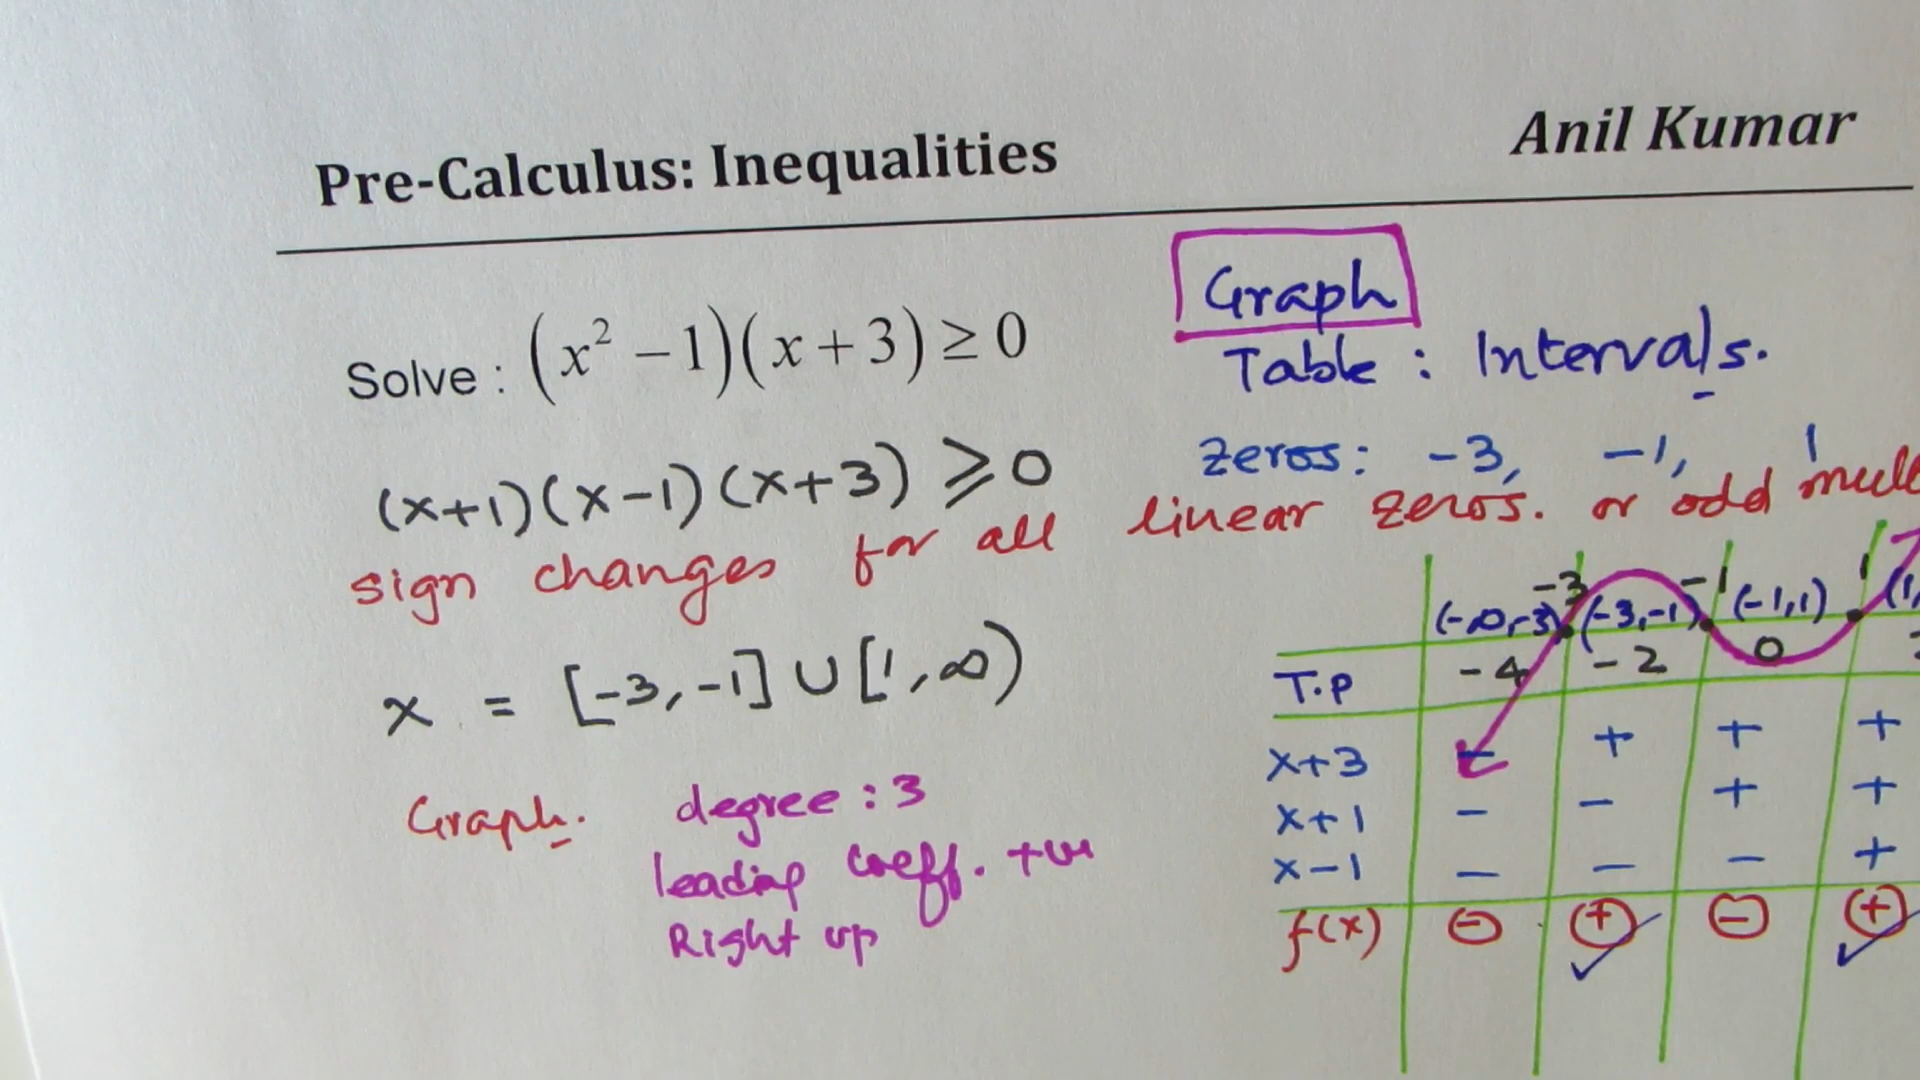 Anil Kumar
Pre-Calculus: Inequalities
Graph
Solve : (x² − 1)(x + 3) ≥ 0
Table : Intervals.
(x+1)(x−1)(x+3) ⩾ 0
zeros: −3, −1, 1
sign changes for all linear zeros. or odd
x = [−3, −1] ∪ [1, ∞)
−3 −1 1
(−∞,−3) (−3,−1) (−1,1) (1,
T.P −4 −2 0
x+3 − + + +
x+1 − − + +
x−1 − − − +
f(x) − + − +
Graph. degree : 3
leading coeff. +ve
Right up